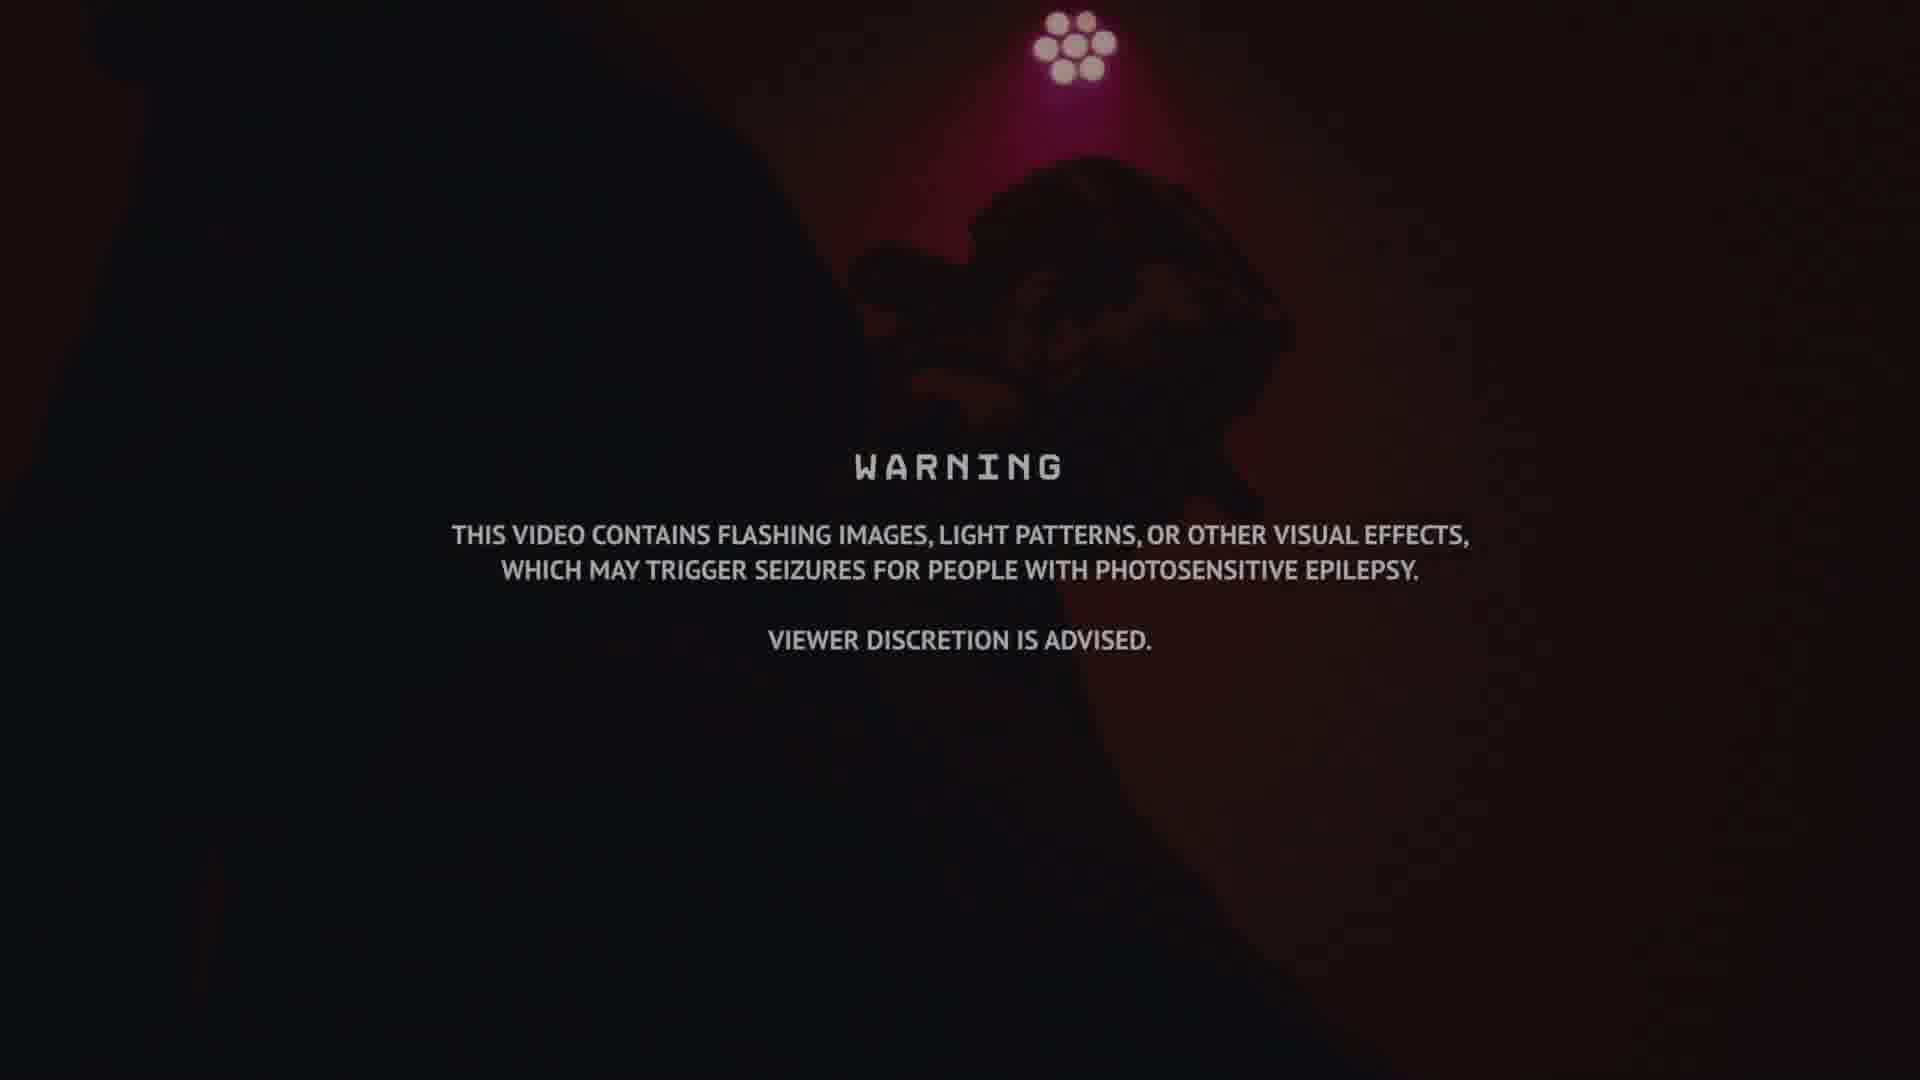 WARNING
THIS VIDEO CONTAINS FLASHING IMAGES, LIGHT PATTERNS, OR OTHER VISUAL EFFECTS,
WHICH MAY TRIGGER SEIZURES FOR PEOPLE WITH PHOTOSENSITIVE EPILEPSY.
VIEWER DISCRETION IS ADVISED.